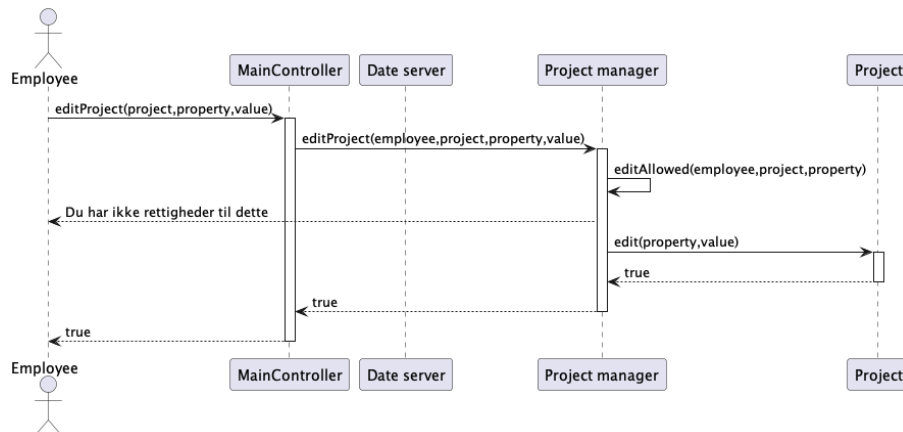 Employee
MainController
Date server
Project manager
Project
editProject(project,property,value)
editProject(employee,project,property,value)
editAllowed(employee,project,property)
Du har ikke rettigheder til dette
edit(property,value)
true
true
true
Employee
MainController
Date server
Project manager
Project